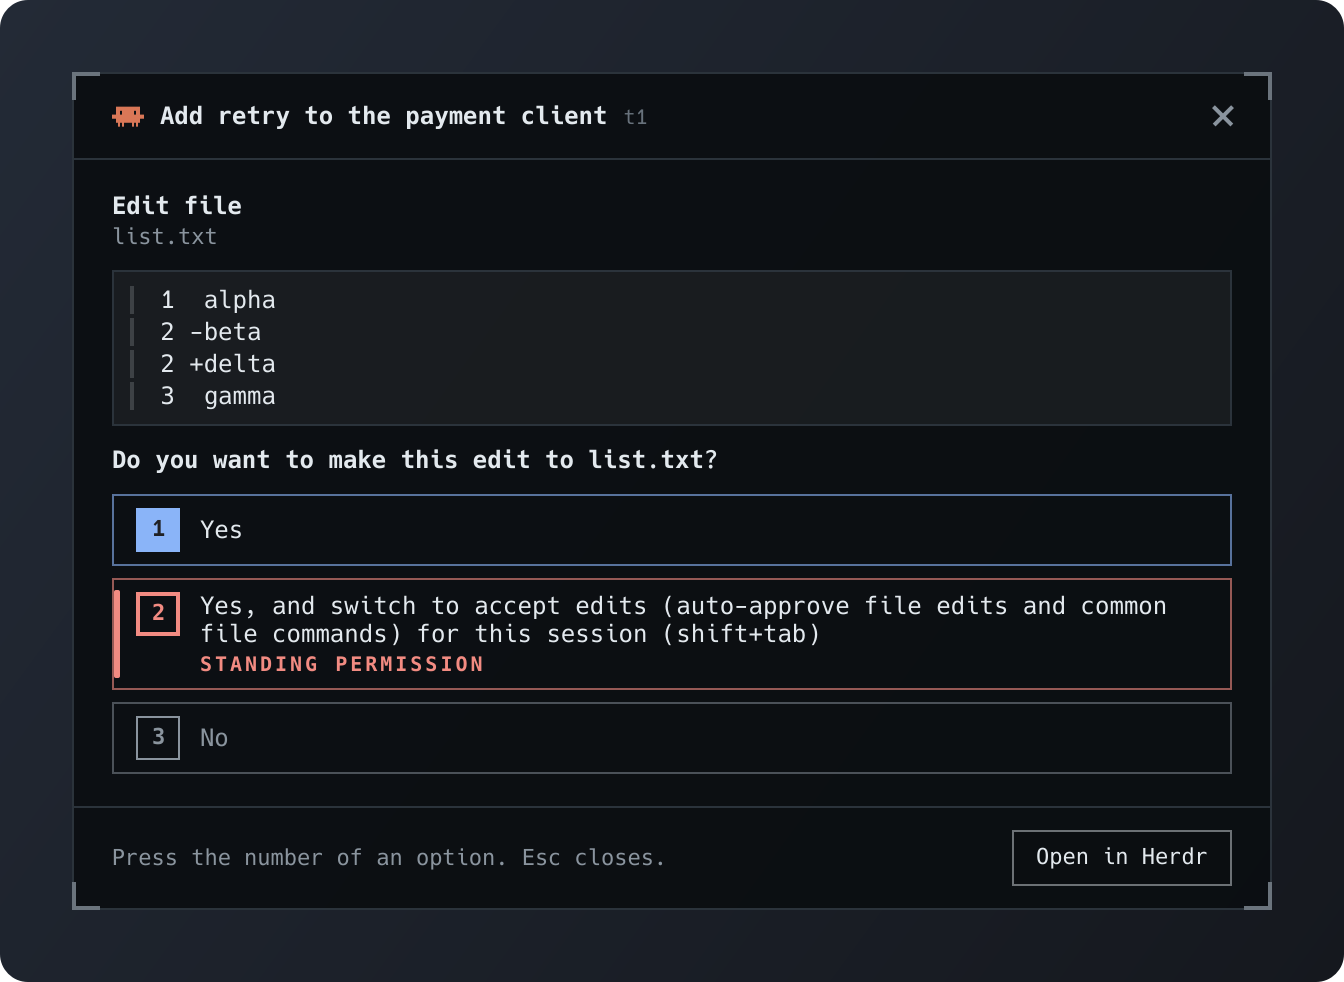 Add retry to the payment client t1
Edit file
list.txt
1 alpha
2 -beta
2 +delta
3 gamma
Do you want to make this edit to list.txt?
1 Yes
2 Yes, and switch to accept edits (auto-approve file edits and common
file commands) for this session (shift+tab)
STANDING PERMISSION
3 No
Press the number of an option. Esc closes.
Open in Herdr